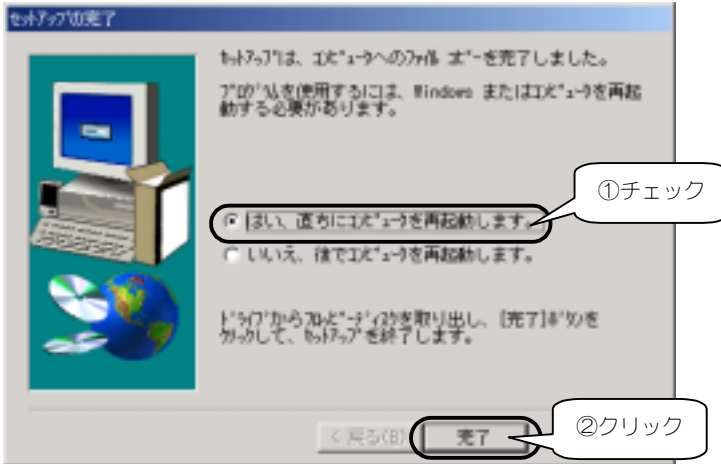 ｾｯﾄｱｯﾌﾟの完了
ｾｯﾄｱｯﾌﾟは、ｺﾝﾋﾟｭｰﾀへのﾌｧｲﾙ ｺﾋﾟｰを完了しました。
ﾌﾟﾛｸﾞﾗﾑを使用するには、Windows またはｺﾝﾋﾟｭｰﾀを再起
動する必要があります。
①チェック
はい、直ちにｺﾝﾋﾟｭｰﾀを再起動します。
いいえ、後でｺﾝﾋﾟｭｰﾀを再起動します。
ﾄﾞﾗｲﾌﾞからﾌﾛｯﾋﾟｰﾃﾞｨｽｸを取り出し、[完了]ﾎﾞﾀﾝを
ｸﾘｯｸして、ｾｯﾄｱｯﾌﾟを終了します。
②クリック
< 戻る(B)
完了